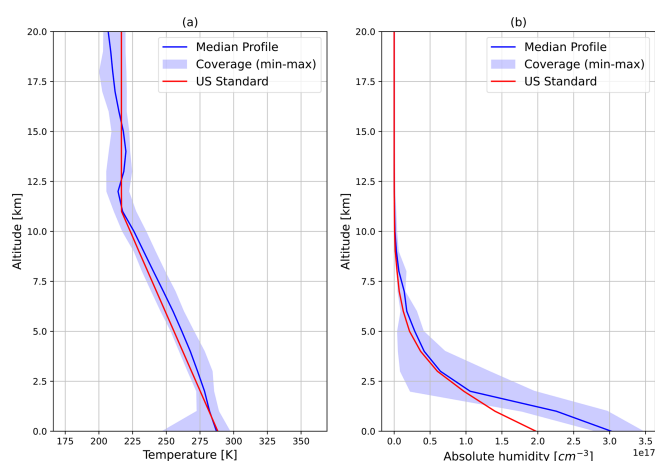 (a)
20.0
17.5
15.0
12.5
10.0
7.5
5.0
2.5
0.0
Altitude [km]
Median Profile
Coverage (min-max)
US Standard
175 200 225 250 275 300 325 350
Temperature [K]
(b)
20.0
17.5
15.0
12.5
10.0
7.5
5.0
2.5
0.0
Altitude [km]
Median Profile
Coverage (min-max)
US Standard
0.0 0.5 1.0 1.5 2.0 2.5 3.0 3.5
1e17
Absolute humidity [cm⁻³]